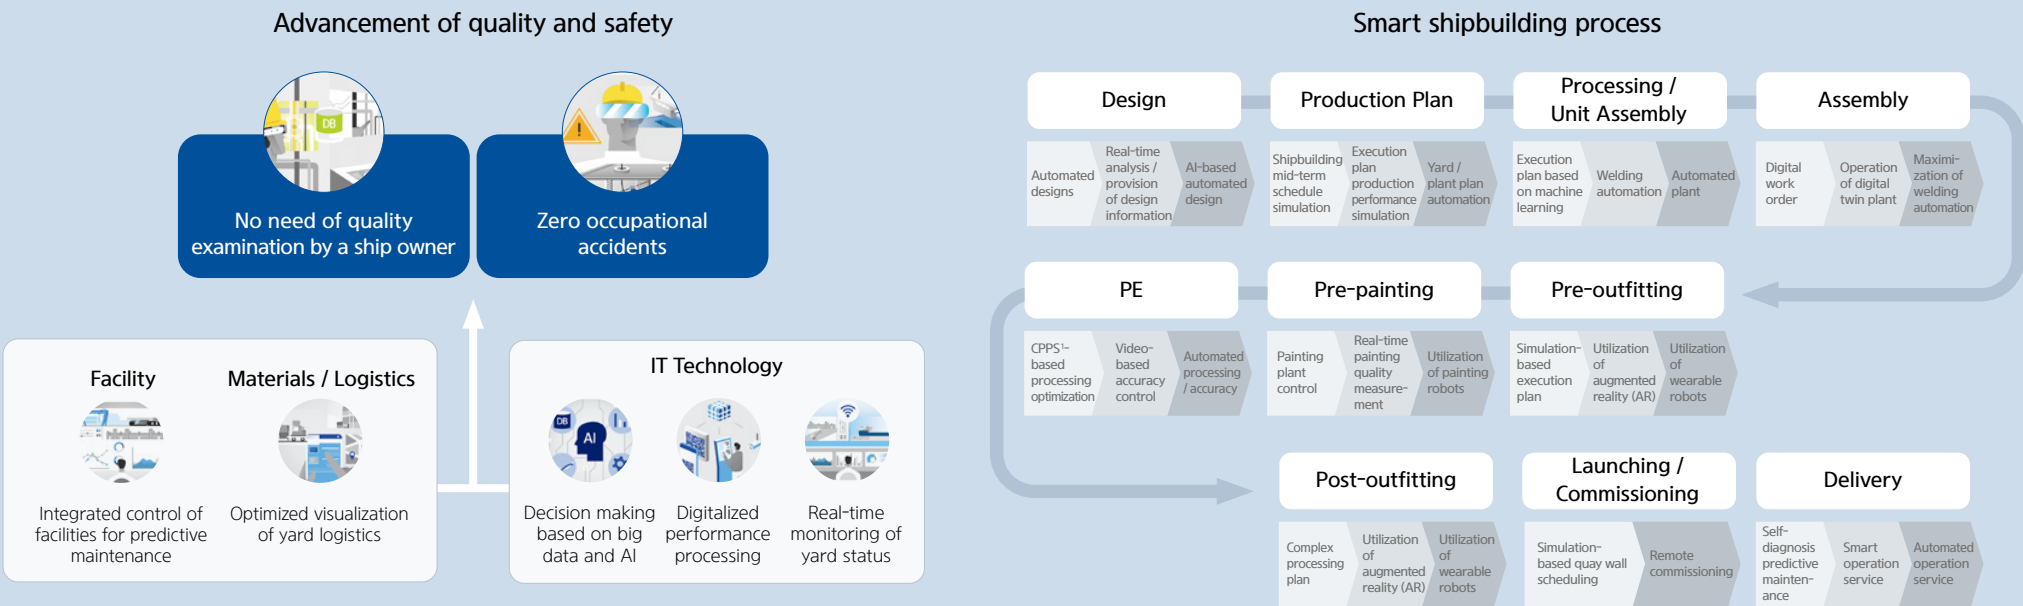 Advancement of quality and safety
DB
No need of quality
examination by a ship owner
Zero occupational
accidents
Facility
Integrated control of
facilities for predictive
maintenance
Materials / Logistics
Optimized visualization
of yard logistics
IT Technology
DB
AI
Decision making
based on big
data and AI
Digitalized
performance
processing
Real-time
monitoring of
yard status
Smart shipbuilding process
Design
Automated
designs
Real-time
analysis /
provision
of design
information
AI-based
automated
design
Production Plan
Shipbuilding
mid-term
schedule
simulation
Execution
plan
production
performance
simulation
Yard /
plant plan
automation
Processing /
Unit Assembly
Execution
plan based
on machine
learning
Welding
automation
Automated
plant
Assembly
Digital
work
order
Operation
of digital
twin plant
Maximi-
zation of
welding
automation
PE
CPPS¹-
based
processing
optimization
Video-
based
accuracy
control
Automated
processing
/ accuracy
Pre-painting
Painting
plant
control
Real-time
painting
quality
measure-
ment
Utilization
of painting
robots
Pre-outfitting
Simulation-
based
execution
plan
Utilization
of
augmented
reality (AR)
Utilization
of
wearable
robots
Post-outfitting
Complex
processing
plan
Utilization
of
augmented
reality (AR)
Utilization
of
wearable
robots
Launching /
Commissioning
Simulation-
based quay wall
scheduling
Remote
commissioning
Delivery
Self-
diagnosis
predictive
mainten-
ance
Smart
operation
service
Automated
operation
service